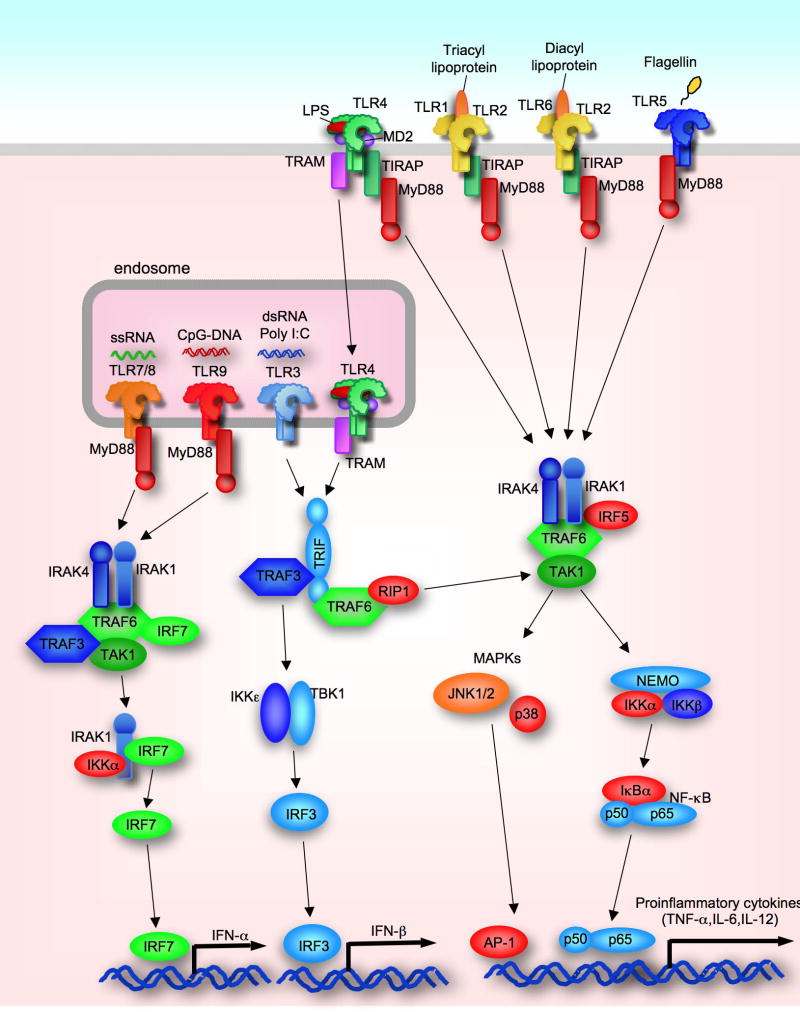 Triacyl
lipoprotein
Diacyl
lipoprotein
Flagellin
LPS
TLR4
TLR1
TLR2
TLR6
TLR2
TLR5
MD2
TRAM
TIRAP
MyD88
TIRAP
MyD88
TIRAP
MyD88
MyD88
endosome
ssRNA
TLR7/8
CpG-DNA
TLR9
dsRNA
Poly I:C
TLR3
TLR4
MyD88
MyD88
TRAM
IRAK4
IRAK1
IRF5
TRAF6
TAK1
TRIF
TRAF3
TRAF6
RIP1
IRAK4
IRAK1
TRAF6
IRF7
TRAF3
TAK1
MAPKs
JNK1/2
p38
NEMO
IKKα
IKKβ
IKKε
TBK1
IRAK1
IRF7
IKKα
IκBα
NF-κB
p50
p65
IRF7
IRF3
Proinflammatory cytokines
(TNF-α,IL-6,IL-12)
IRF7
IFN-α
IRF3
IFN-β
AP-1
p50
p65